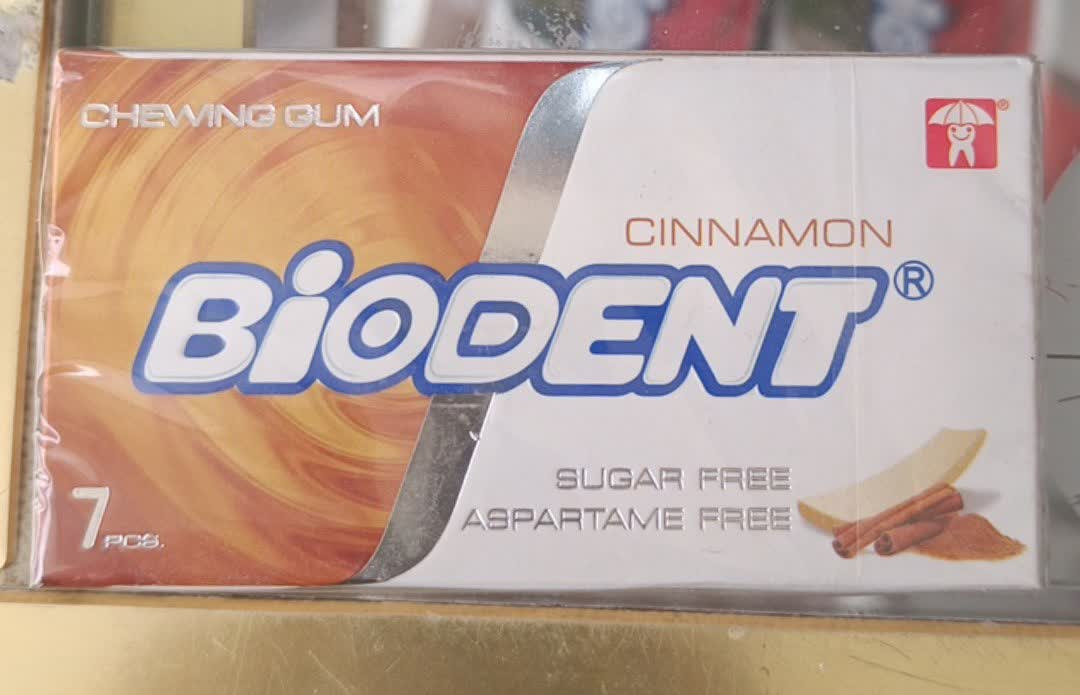 CHEWING GUM
®
CINNAMON
BiODENT®
SUGAR FREE
ASPARTAME FREE
7 PCS.